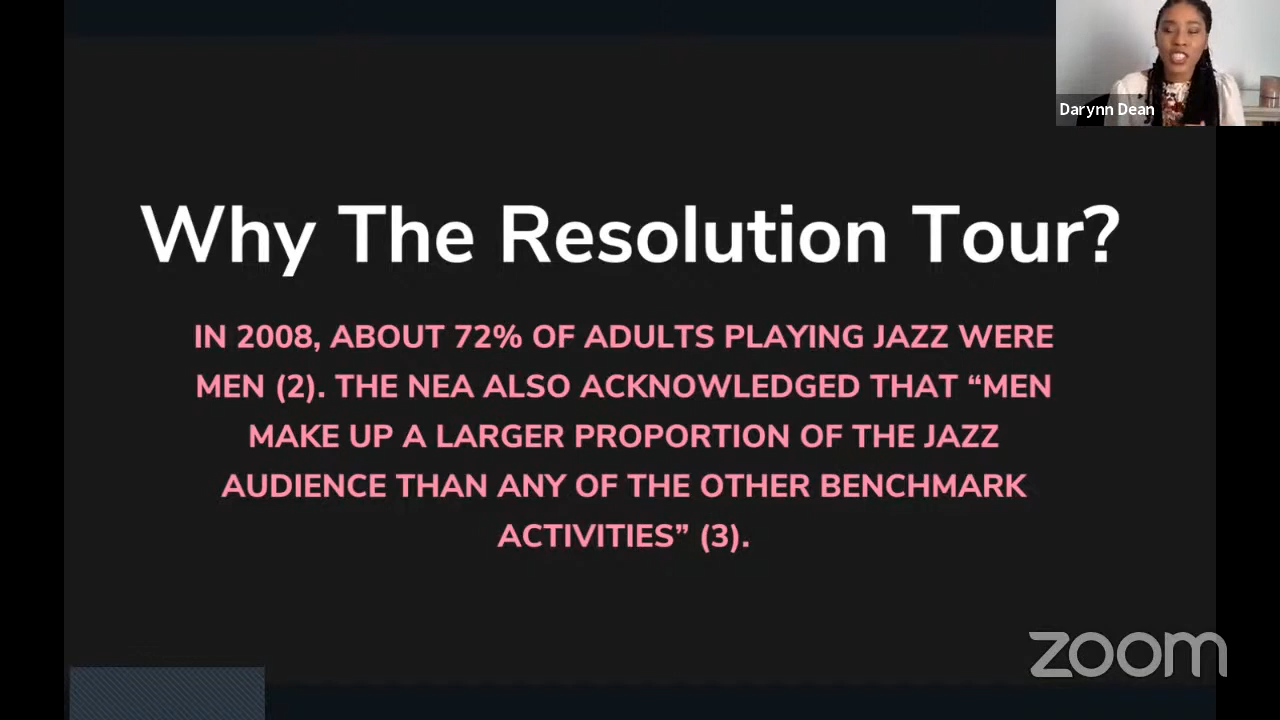 Darynn Dean
Why The Resolution Tour?
IN 2008, ABOUT 72% OF ADULTS PLAYING JAZZ WERE
MEN (2). THE NEA ALSO ACKNOWLEDGED THAT “MEN
MAKE UP A LARGER PROPORTION OF THE JAZZ
AUDIENCE THAN ANY OF THE OTHER BENCHMARK
ACTIVITIES” (3).
zoom